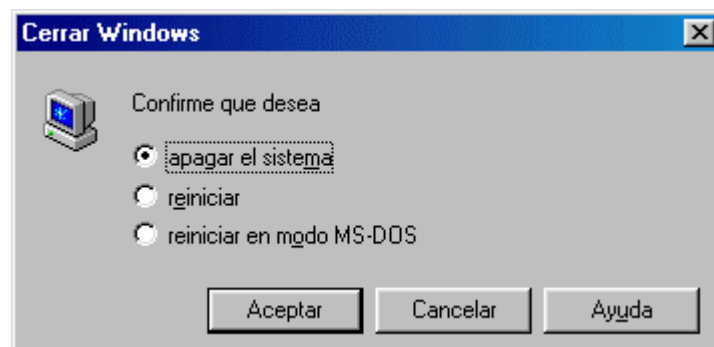 Cerrar Windows
Confirme que desea
apagar el sistema
reiniciar
reiniciar en modo MS-DOS
Aceptar Cancelar Ayuda